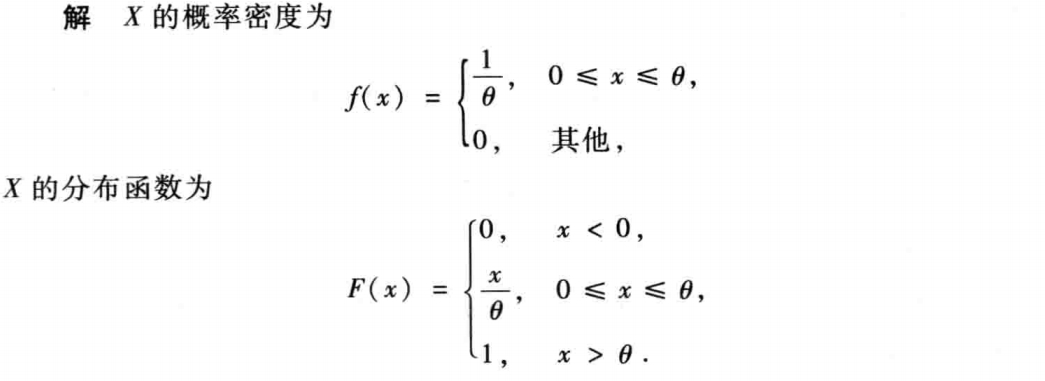 解 X 的概率密度为
f(x) = { 1/θ, 0 ≤ x ≤ θ,
0, 其他,
X 的分布函数为
F(x) = { 0, x < 0,
x/θ, 0 ≤ x ≤ θ,
1, x > θ .